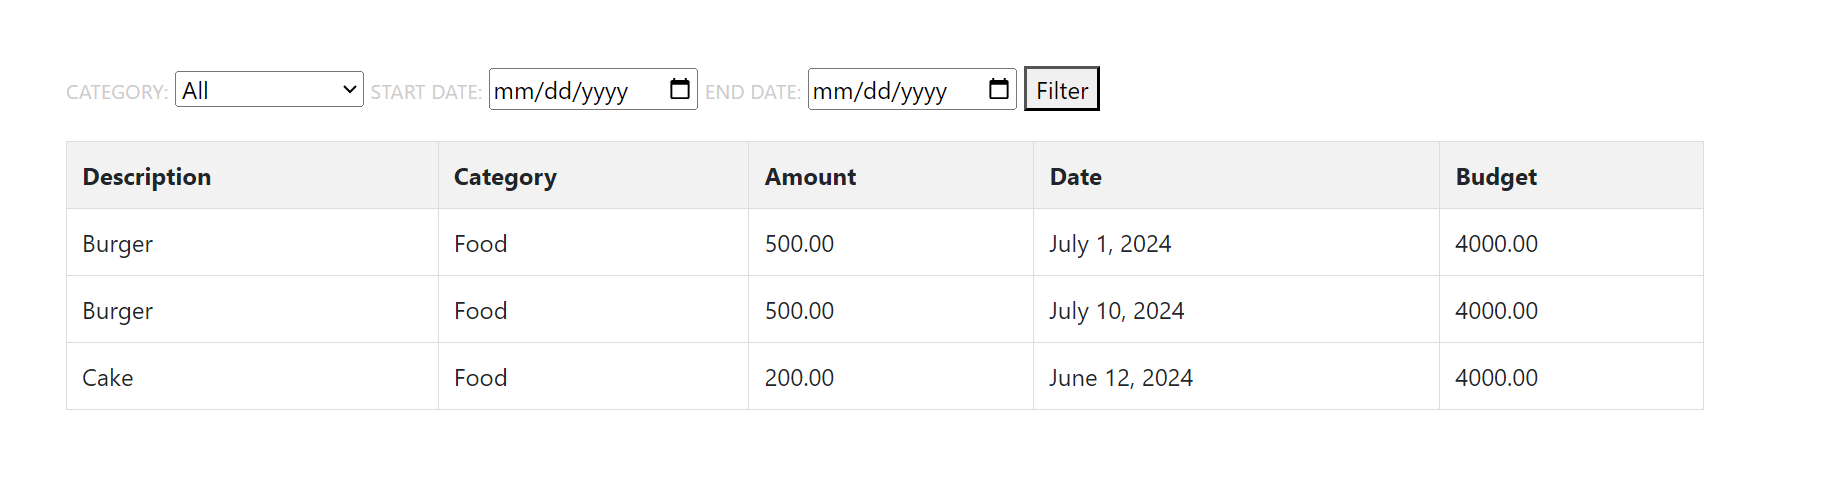 CATEGORY: All START DATE: mm/dd/yyyy END DATE: mm/dd/yyyy Filter
Description Category Amount Date Budget
Burger Food 500.00 July 1, 2024 4000.00
Burger Food 500.00 July 10, 2024 4000.00
Cake Food 200.00 June 12, 2024 4000.00